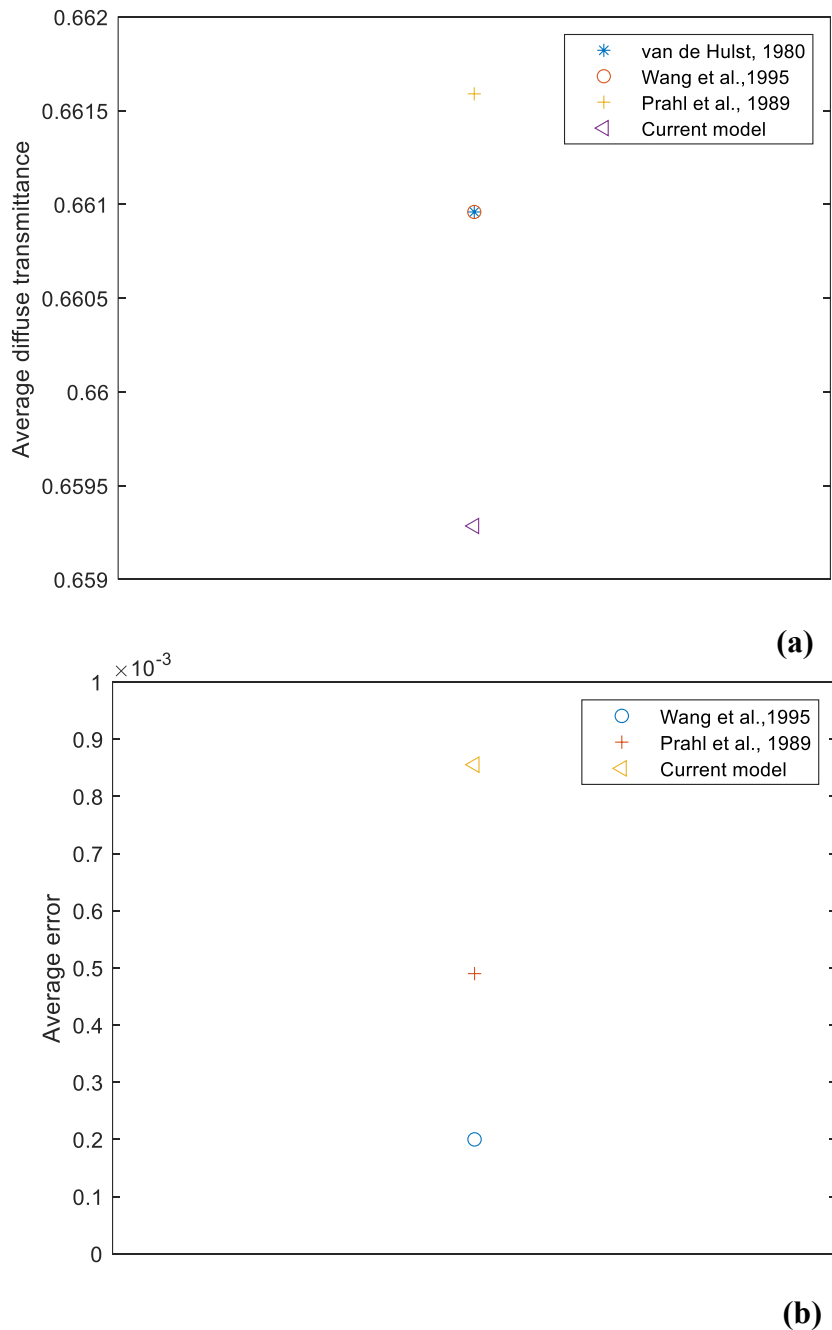 0.662
van de Hulst, 1980
Wang et al.,1995
Prahl et al., 1989
Current model
0.6615
0.661
0.6605
0.66
0.6595
0.659
Average diffuse transmittance
(a)
×10⁻³
1
Wang et al.,1995
Prahl et al., 1989
Current model
0.9
0.8
0.7
0.6
0.5
0.4
0.3
0.2
0.1
0
Average error
(b)